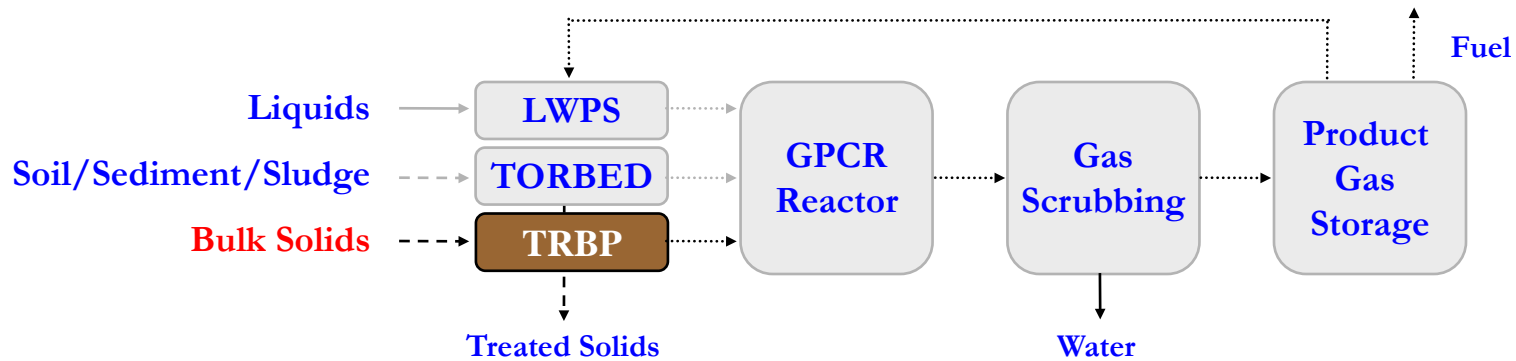 Fuel
Liquids
LWPS
Soil/Sediment/Sludge
TORBED
Bulk Solids
TRBP
GPCR
Reactor
Gas
Scrubbing
Product
Gas
Storage
Treated Solids
Water